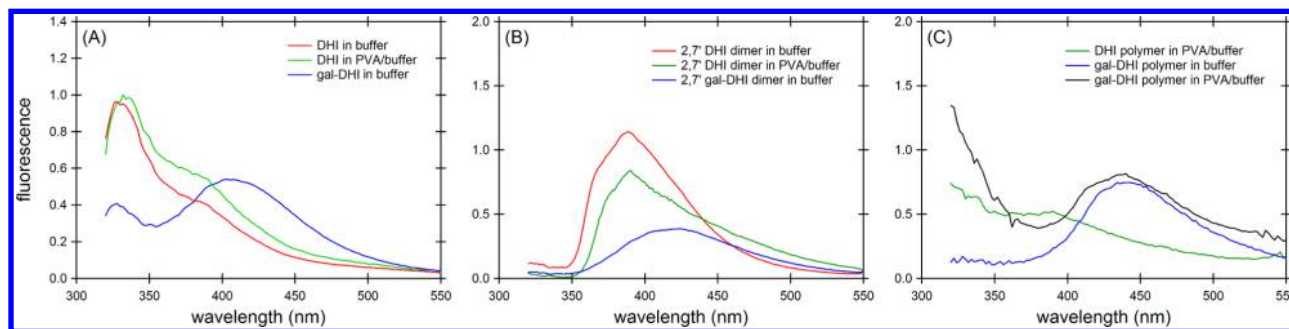 fluorescence
1.4
1.2
1.0
0.8
0.6
0.4
0.2
0.0
(A)
DHI in buffer
DHI in PVA/buffer
gal-DHI in buffer
300 350 400 450 500 550
wavelength (nm)
2.0
1.5
1.0
0.5
0.0
(B)
2,7' DHI dimer in buffer
2,7' DHI dimer in PVA/buffer
2,7' gal-DHI dimer in buffer
300 350 400 450 500 550
wavelength (nm)
2.0
1.5
1.0
0.5
0.0
(C)
DHI polymer in PVA/buffer
gal-DHI polymer in buffer
gal-DHI polymer in PVA/buffer
300 350 400 450 500 550
wavelength (nm)